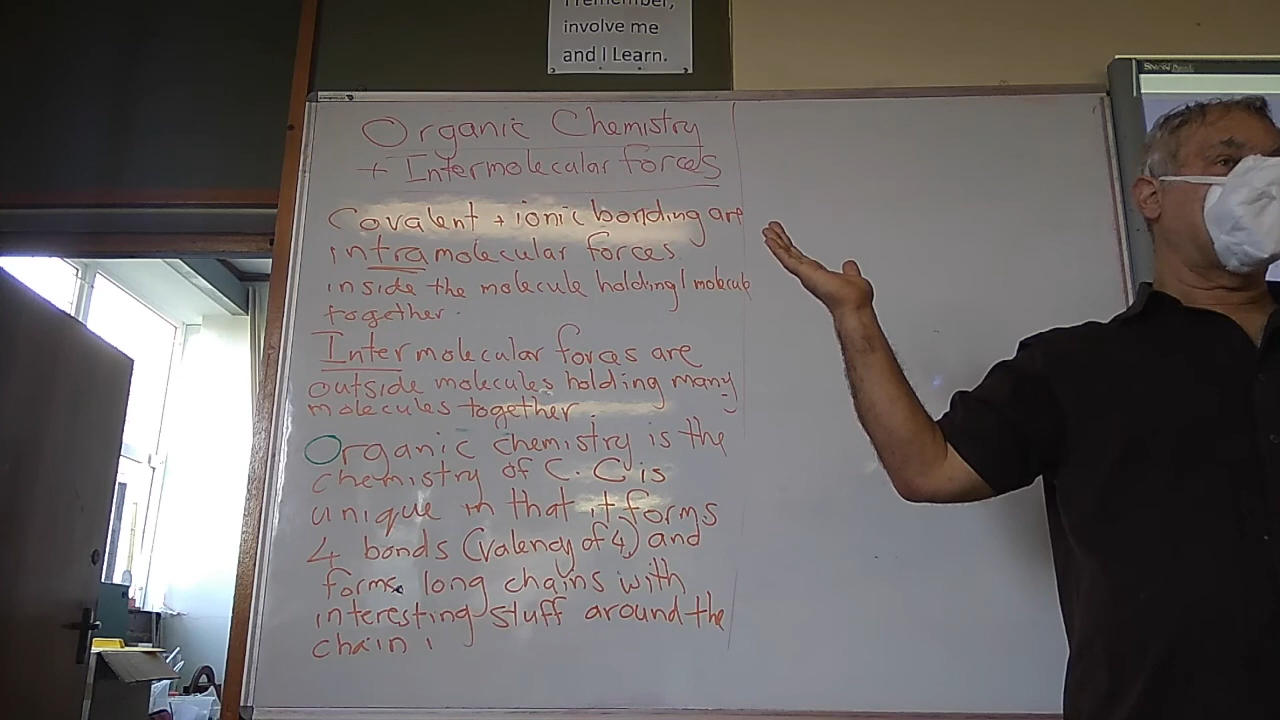 I remember,
involve me
and I Learn.
Organic Chemistry
+ Intermolecular forces
Covalent + ionic bonding are
intramolecular forces.
inside the molecule holding 1 molecule
together.
Intermolecular forces are
outside molecules holding many
molecules together.
Organic chemistry is the
chemistry of C. C is
unique in that it forms
4 bonds (valency of 4) and
forms long chains with
interesting stuff around the
chain.